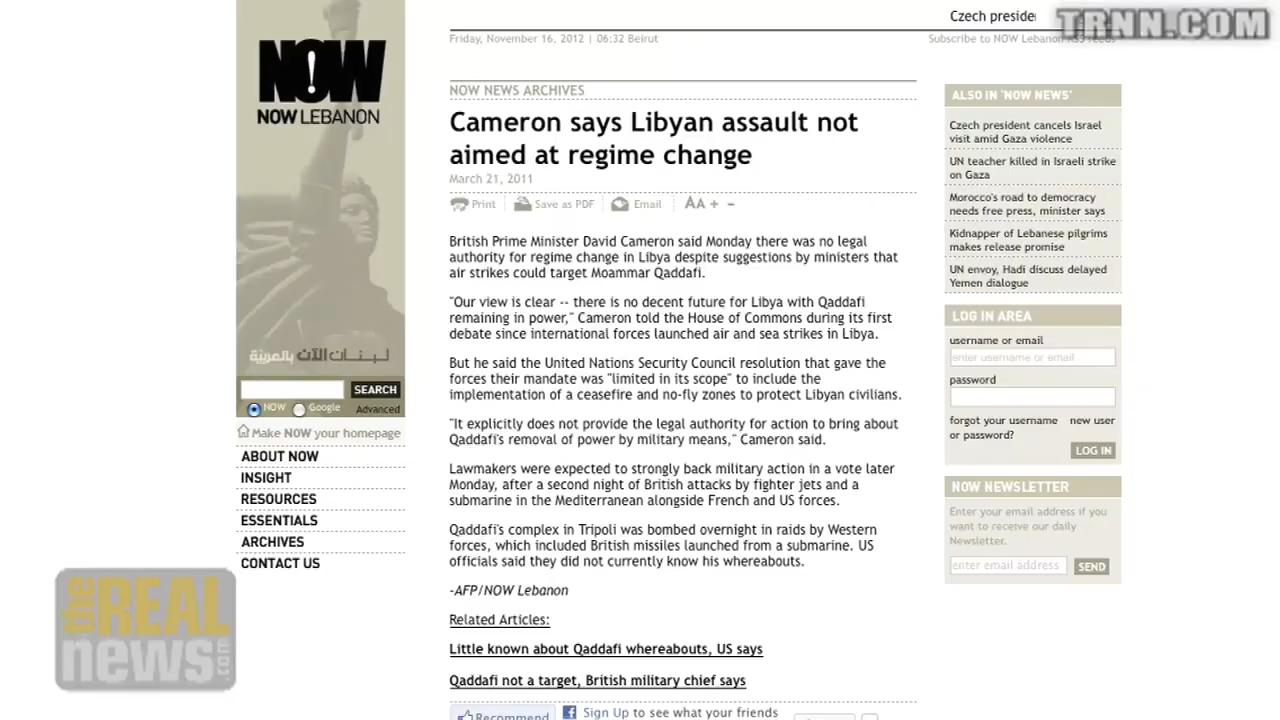 Czech preside
TRNN.COM
Friday, November 16, 2012 | 06:32 Beirut
Subscribe to NOW Lebanon RSS feeds
NOW
NOW LEBANON
لبنان الآن بالعربيّة
SEARCH
NOW Google Advanced
Make NOW your homepage
ABOUT NOW
INSIGHT
RESOURCES
ESSENTIALS
ARCHIVES
CONTACT US
the
REAL
news.com
NOW NEWS ARCHIVES
Cameron says Libyan assault not
aimed at regime change
March 21, 2011
Print Save as PDF Email AA + -
British Prime Minister David Cameron said Monday there was no legal
authority for regime change in Libya despite suggestions by ministers that
air strikes could target Moammar Qaddafi.
"Our view is clear -- there is no decent future for Libya with Qaddafi
remaining in power," Cameron told the House of Commons during its first
debate since international forces launched air and sea strikes in Libya.
But he said the United Nations Security Council resolution that gave the
forces their mandate was "limited in its scope" to include the
implementation of a ceasefire and no-fly zones to protect Libyan civilians.
"It explicitly does not provide the legal authority for action to bring about
Qaddafi's removal of power by military means," Cameron said.
Lawmakers were expected to strongly back military action in a vote later
Monday, after a second night of British attacks by fighter jets and a
submarine in the Mediterranean alongside French and US forces.
Qaddafi's complex in Tripoli was bombed overnight in raids by Western
forces, which included British missiles launched from a submarine. US
officials said they did not currently know his whereabouts.
-AFP/NOW Lebanon
Related Articles:
Little known about Qaddafi whereabouts, US says
Qaddafi not a target, British military chief says
Recommend
Sign Up to see what your friends
ALSO IN 'NOW NEWS'
Czech president cancels Israel
visit amid Gaza violence
UN teacher killed in Israeli strike
on Gaza
Morocco's road to democracy
needs free press, minister says
Kidnapper of Lebanese pilgrims
makes release promise
UN envoy, Hadi discuss delayed
Yemen dialogue
LOG IN AREA
username or email
enter username or email
password
forgot your username new user
or password?
LOG IN
NOW NEWSLETTER
Enter your email address if you
want to receive our daily
Newsletter.
enter email address SEND